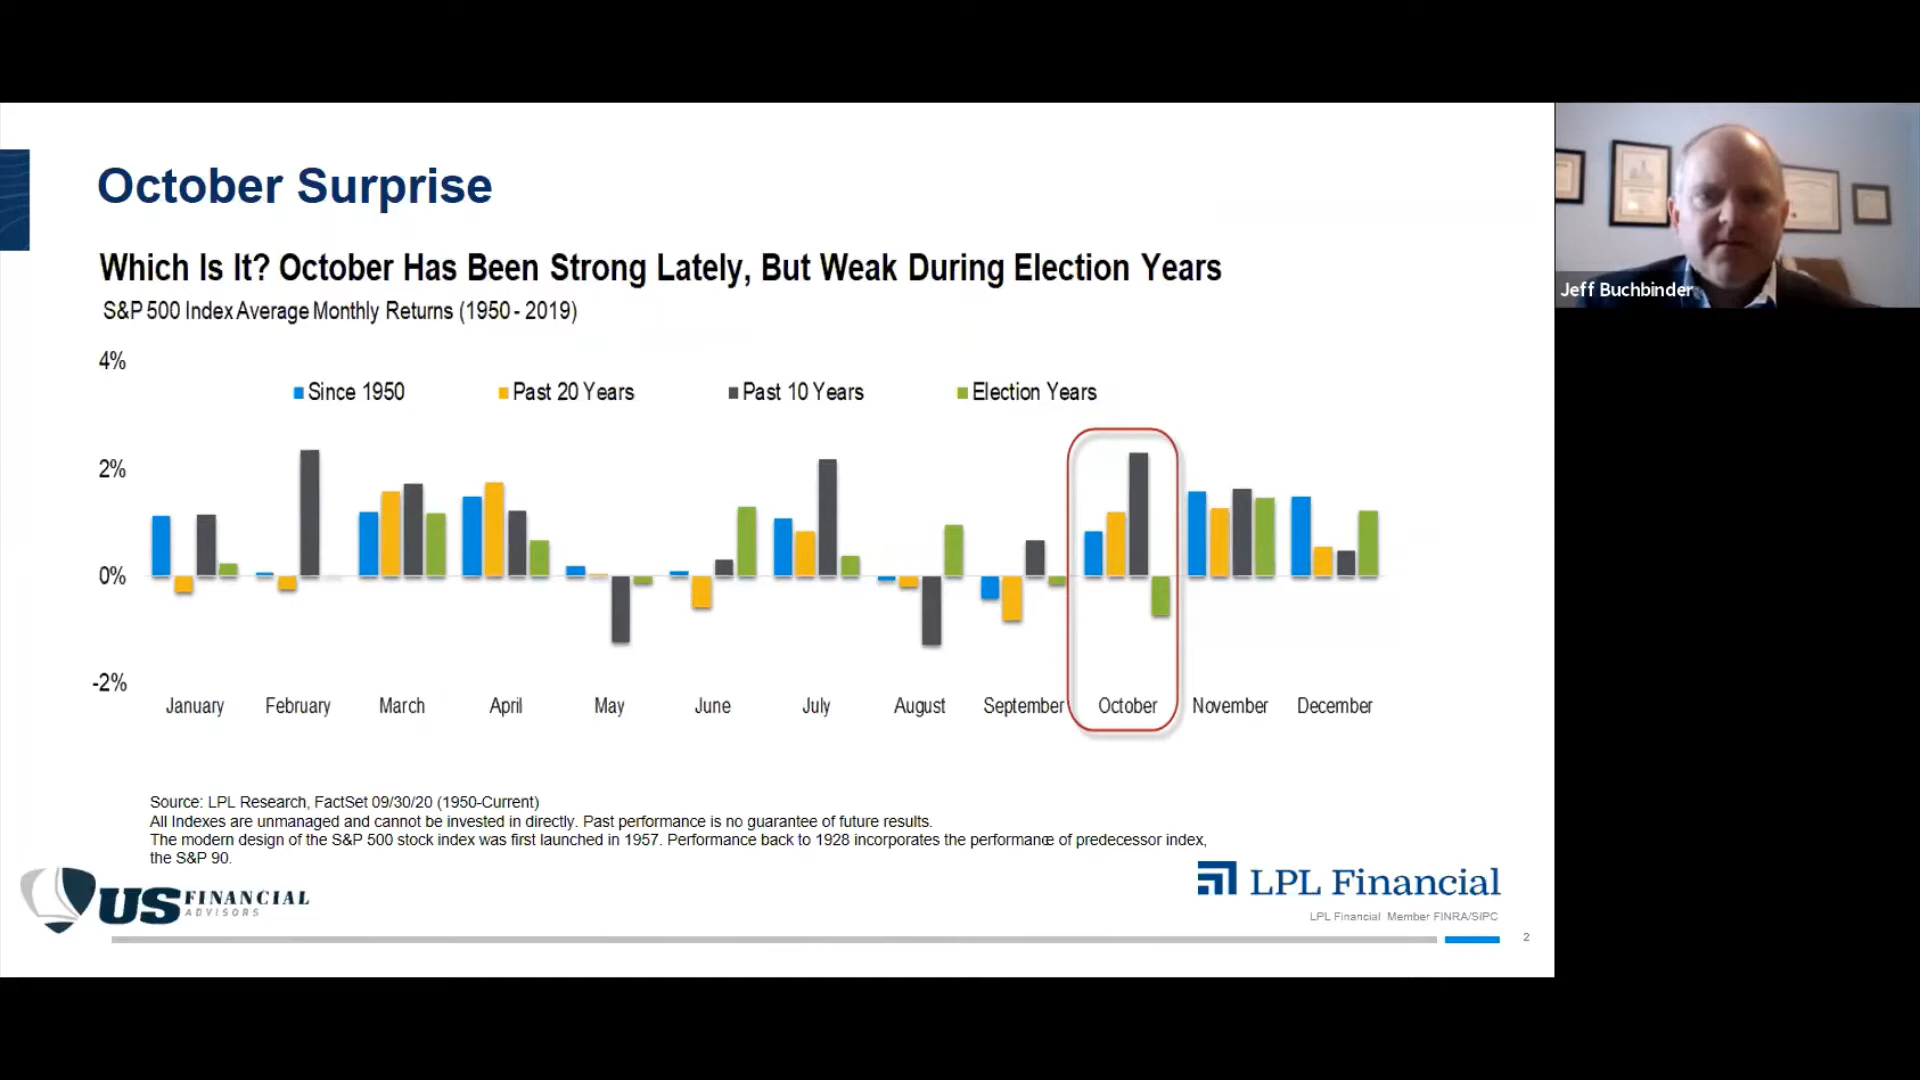 October Surprise
Which Is It? October Has Been Strong Lately, But Weak During Election Years
S&P 500 Index Average Monthly Returns (1950 - 2019)
4%
Since 1950 Past 20 Years Past 10 Years Election Years
2%
0%
-2%
January February March April May June July August September October November December
Source: LPL Research, FactSet 09/30/20 (1950-Current)
All Indexes are unmanaged and cannot be invested in directly. Past performance is no guarantee of future results.
The modern design of the S&P 500 stock index was first launched in 1957. Performance back to 1928 incorporates the performance of predecessor index,
the S&P 90.
US FINANCIAL
ADVISORS
LPL Financial
LPL Financial Member FINRA/SIPC
2
Jeff Buchbinder